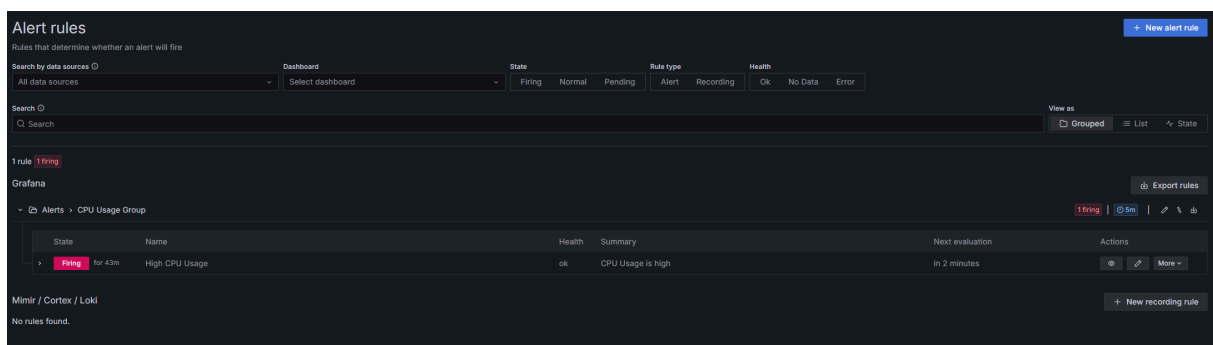 Alert rules
Rules that determine whether an alert will fire
+ New alert rule
Search by data sources
Dashboard
State
Rule type
Health
All data sources
Select dashboard
Firing Normal Pending
Alert Recording
Ok No Data Error
Search
View as
Search
Grouped List State
1 rule 1 firing
Grafana
Export rules
Alerts > CPU Usage Group
1 firing | 5m |
State Name Health Summary Next evaluation Actions
Firing for 43m High CPU Usage ok CPU Usage is high in 2 minutes More
Mimir / Cortex / Loki
+ New recording rule
No rules found.